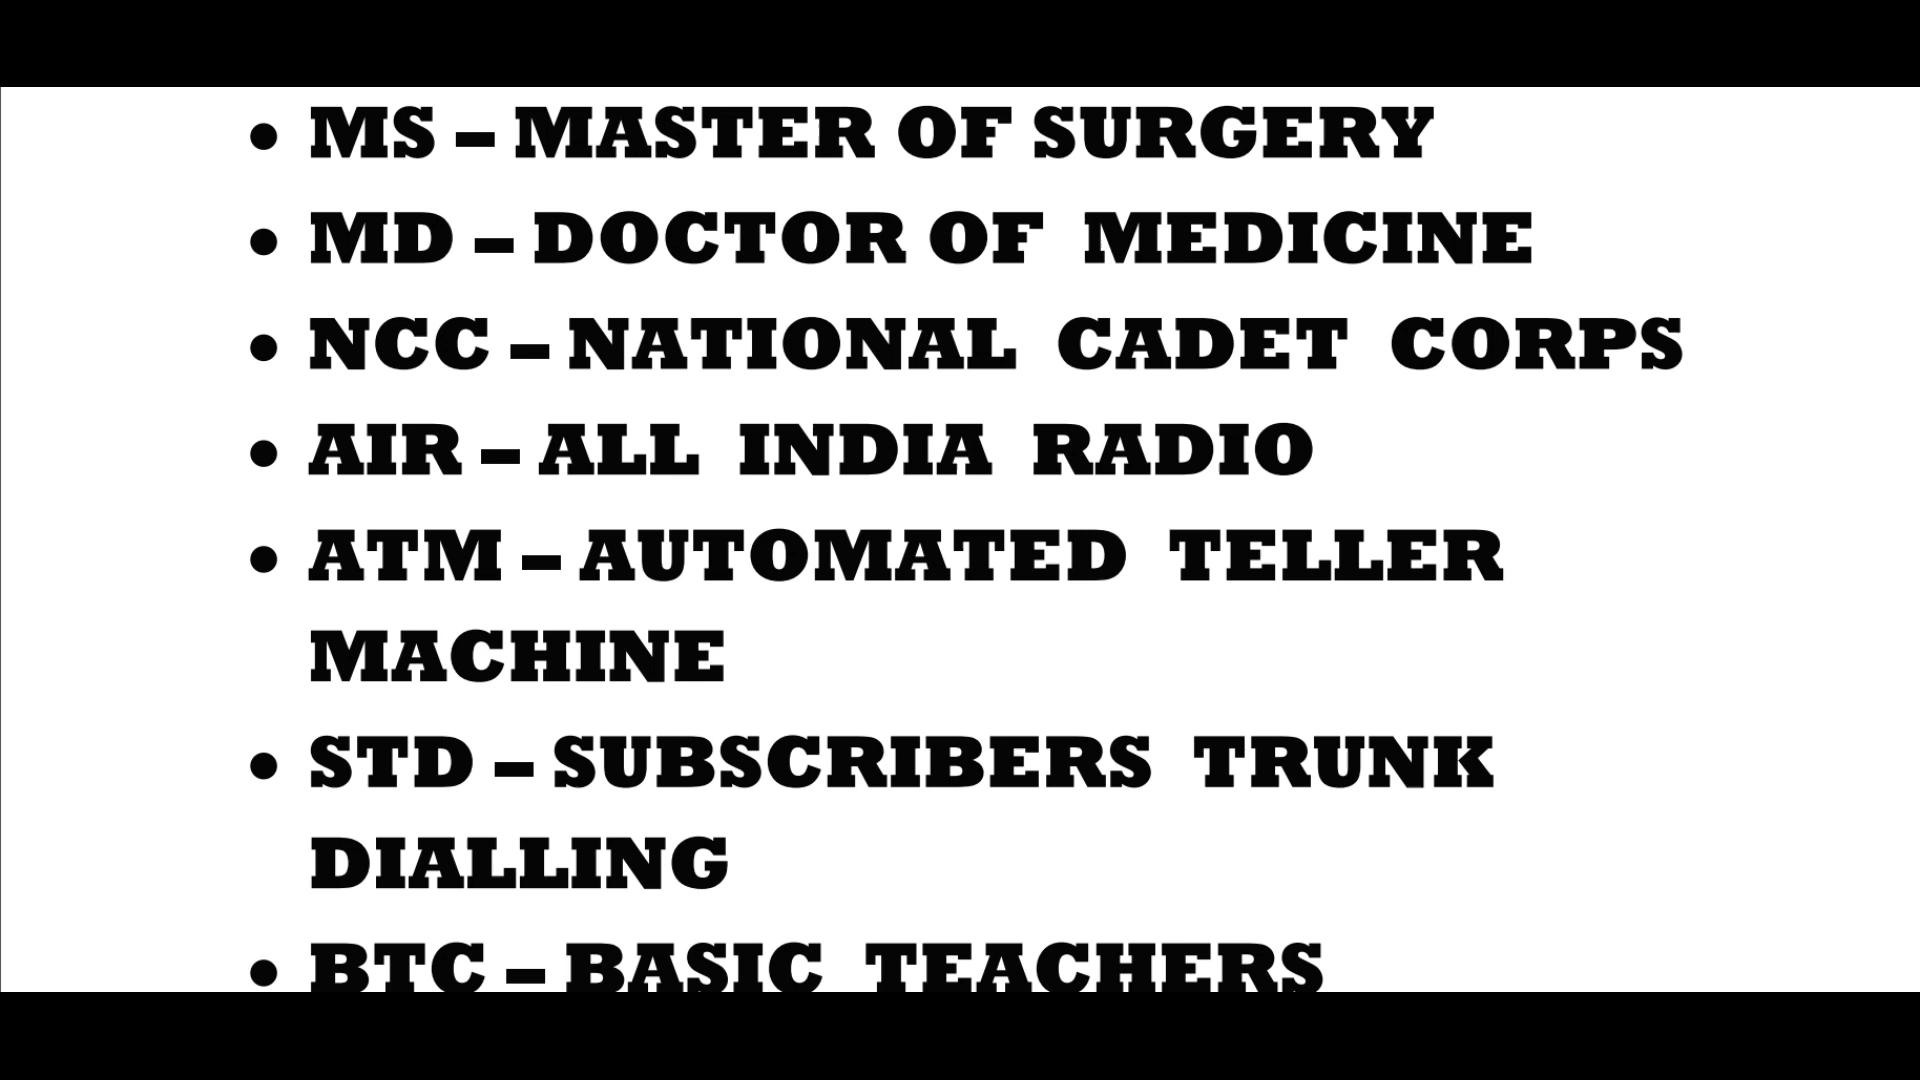 • MS – MASTER OF SURGERY
• MD – DOCTOR OF MEDICINE
• NCC – NATIONAL CADET CORPS
• AIR – ALL INDIA RADIO
• ATM – AUTOMATED TELLER
MACHINE
• STD – SUBSCRIBERS TRUNK
DIALLING
• BTC – BASIC TEACHERS